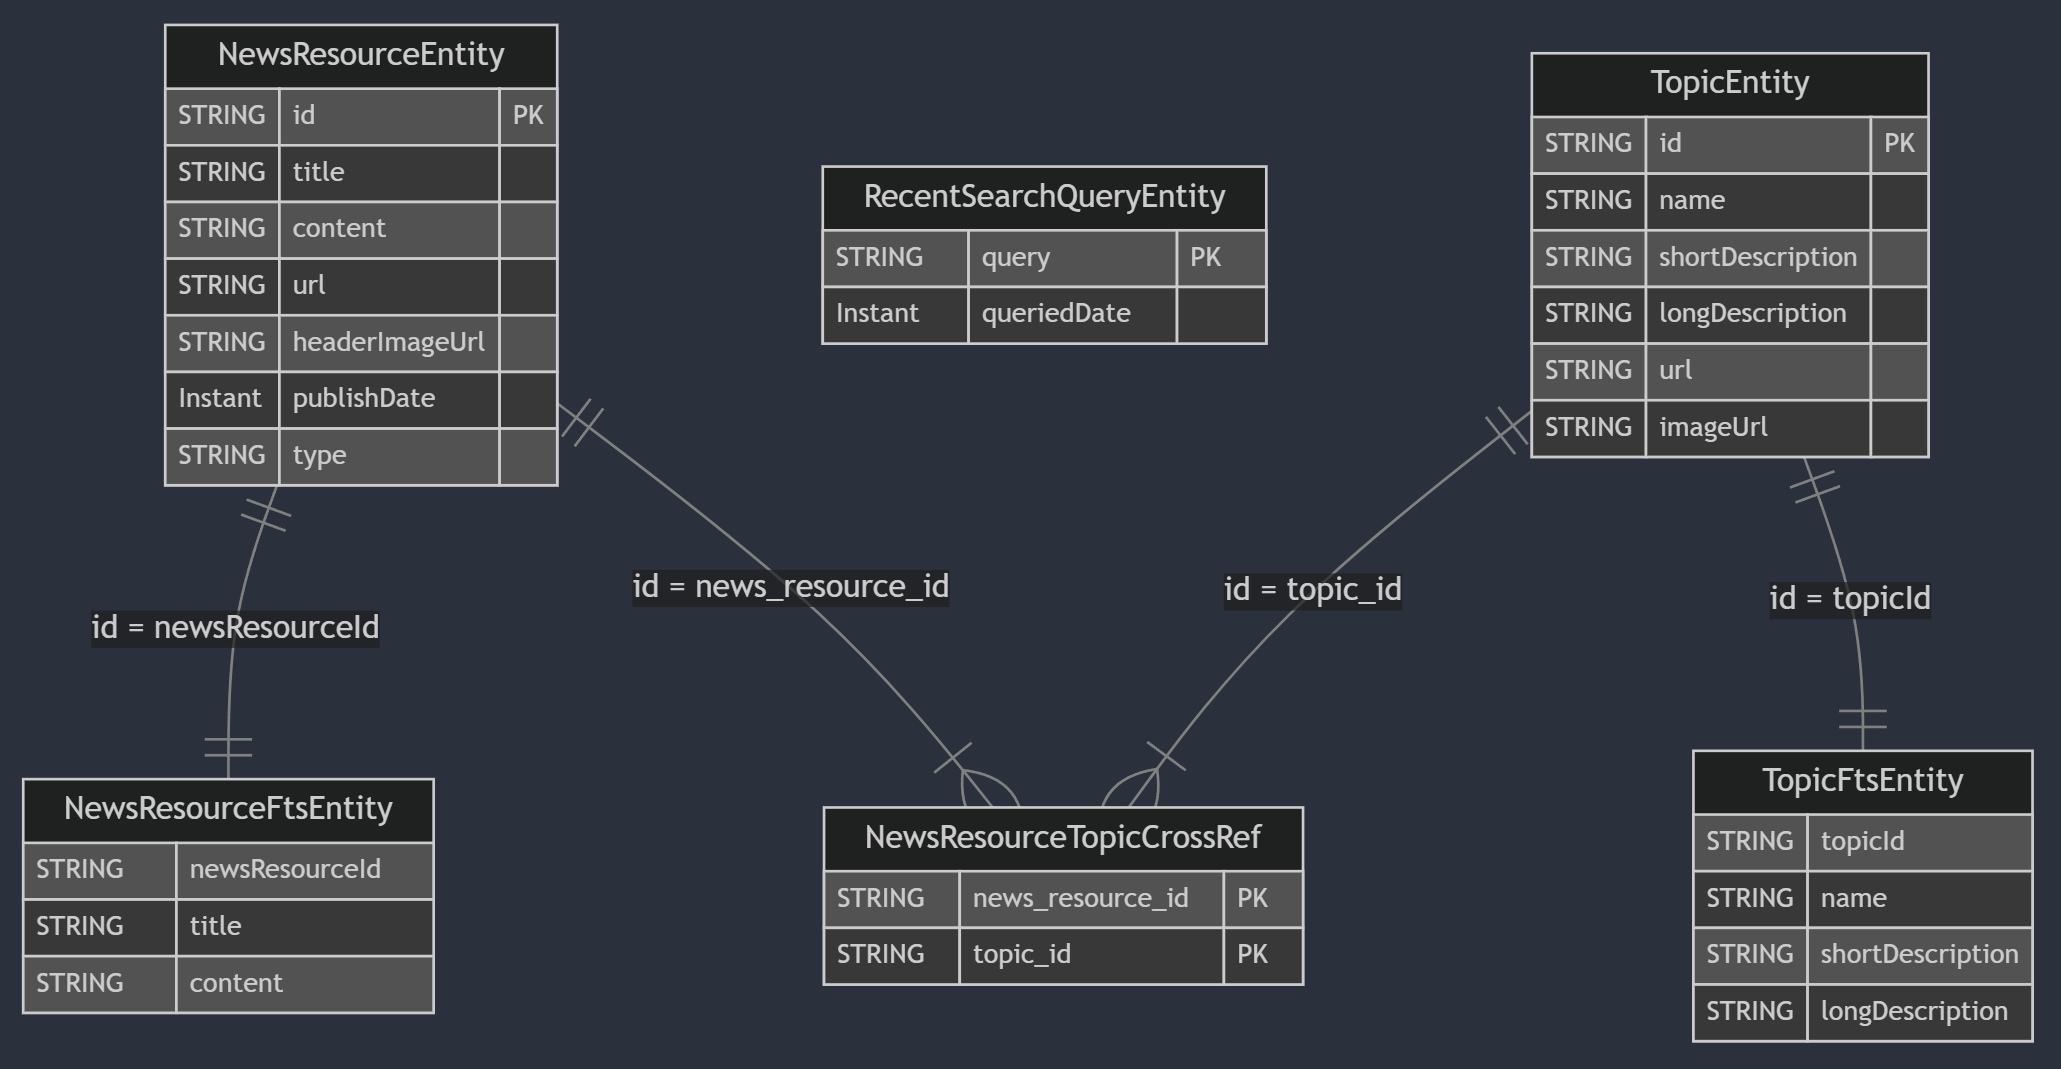 NewsResourceEntity
STRING id PK
STRING title
STRING content
STRING url
STRING headerImageUrl
Instant publishDate
STRING type
RecentSearchQueryEntity
STRING query PK
Instant queriedDate
TopicEntity
STRING id PK
STRING name
STRING shortDescription
STRING longDescription
STRING url
STRING imageUrl
id = newsResourceId
id = news_resource_id
id = topic_id
id = topicId
NewsResourceFtsEntity
STRING newsResourceId
STRING title
STRING content
NewsResourceTopicCrossRef
STRING news_resource_id PK
STRING topic_id PK
TopicFtsEntity
STRING topicId
STRING name
STRING shortDescription
STRING longDescription